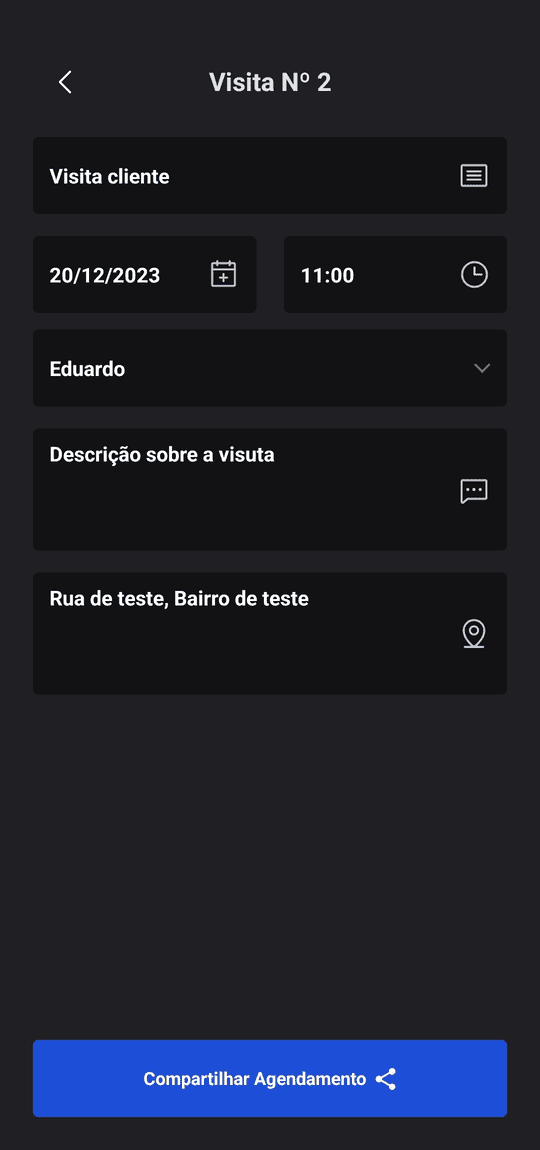 Visita Nº 2
Visita cliente
20/12/2023
11:00
Eduardo
Descrição sobre a visuta
Rua de teste, Bairro de teste
Compartilhar Agendamento